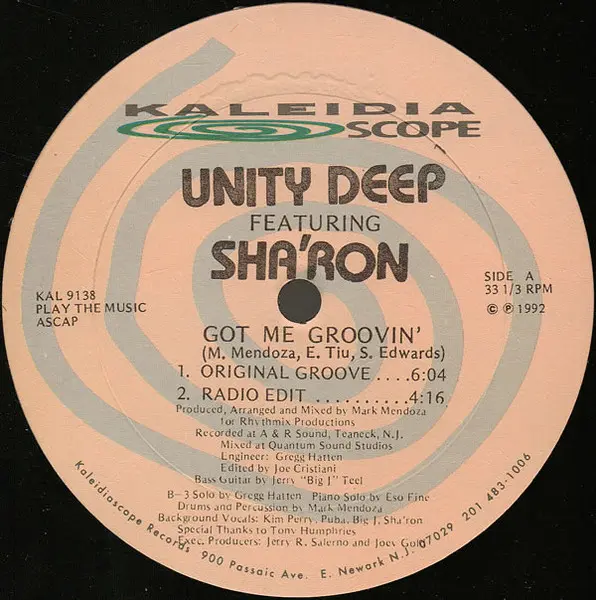 KALEIDIA
SCOPE
UNITY DEEP
FEATURING
SHA'RON
KAL 9138
PLAY THE MUSIC
ASCAP
SIDE A
33 1/3 RPM
© ℗ 1992
GOT ME GROOVIN'
(M. Mendoza, E. Tiu, S. Edwards)
1. ORIGINAL GROOVE ....6:04
2. RADIO EDIT ..........4:16
Produced, Arranged and Mixed by Mark Mendoza
for Rhythmix Productions
Recorded at A & R Sound, Teaneck, N.J.
Mixed at Quantum Sound Studios
Engineer: Gregg Hatten
Edited by Joe Cristiani
Bass Guitar by Jerry "Big J" Teel
B-3 Solo by Gregg Hatten Piano Solo by Eso Fine
Drums and Percussion by Mark Mendoza
Background Vocals: Kim Perry, Puba, Big J, Sha'ron
Special Thanks to Tony Humphries
Exec. Producers: Jerry R. Salerno and Joey Gold
Kaleidioscope Records 900 Passaic Ave. E. Newark N.J. 07029 201 483-1006